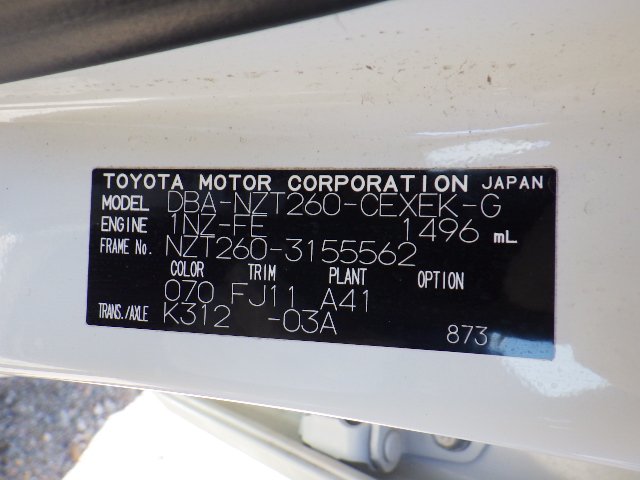 TOYOTA MOTOR CORPORATION JAPAN
MODEL DBA-NZT260-CEXEK-G
ENGINE 1NZ-FE 1496 mL
FRAME No. NZT260-3155562
COLOR TRIM PLANT OPTION
070 FJ11 A41
TRANS./AXLE K312 -03A
873